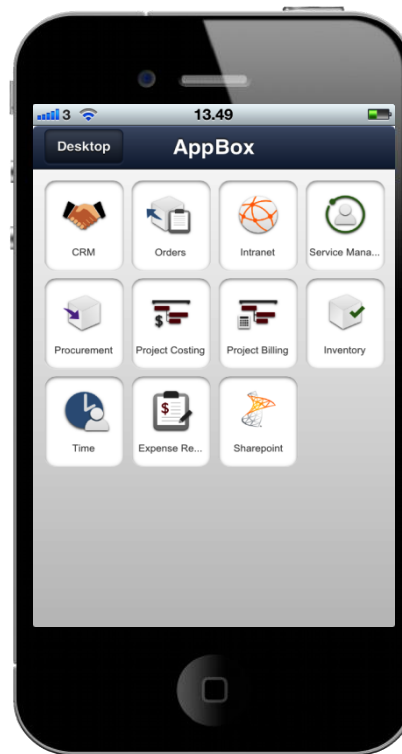 3 13.49
Desktop AppBox
CRM Orders Intranet Service Mana...
Procurement Project Costing Project Billing Inventory
$
Time Expense Re... Sharepoint
$